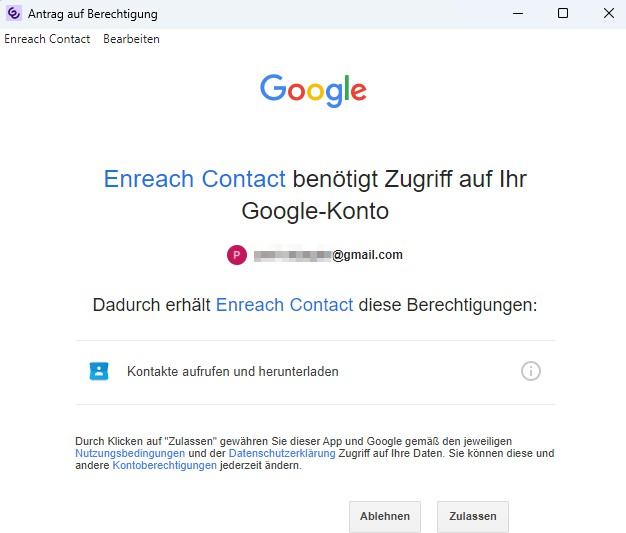 Antrag auf Berechtigung
Enreach Contact Bearbeiten
Google
Enreach Contact benötigt Zugriff auf Ihr
Google-Konto
P @gmail.com
Dadurch erhält Enreach Contact diese Berechtigungen:
Kontakte aufrufen und herunterladen
Durch Klicken auf "Zulassen" gewähren Sie dieser App und Google gemäß den jeweiligen
Nutzungsbedingungen und der Datenschutzerklärung Zugriff auf Ihre Daten. Sie können diese und
andere Kontoberechtigungen jederzeit ändern.
Ablehnen Zulassen